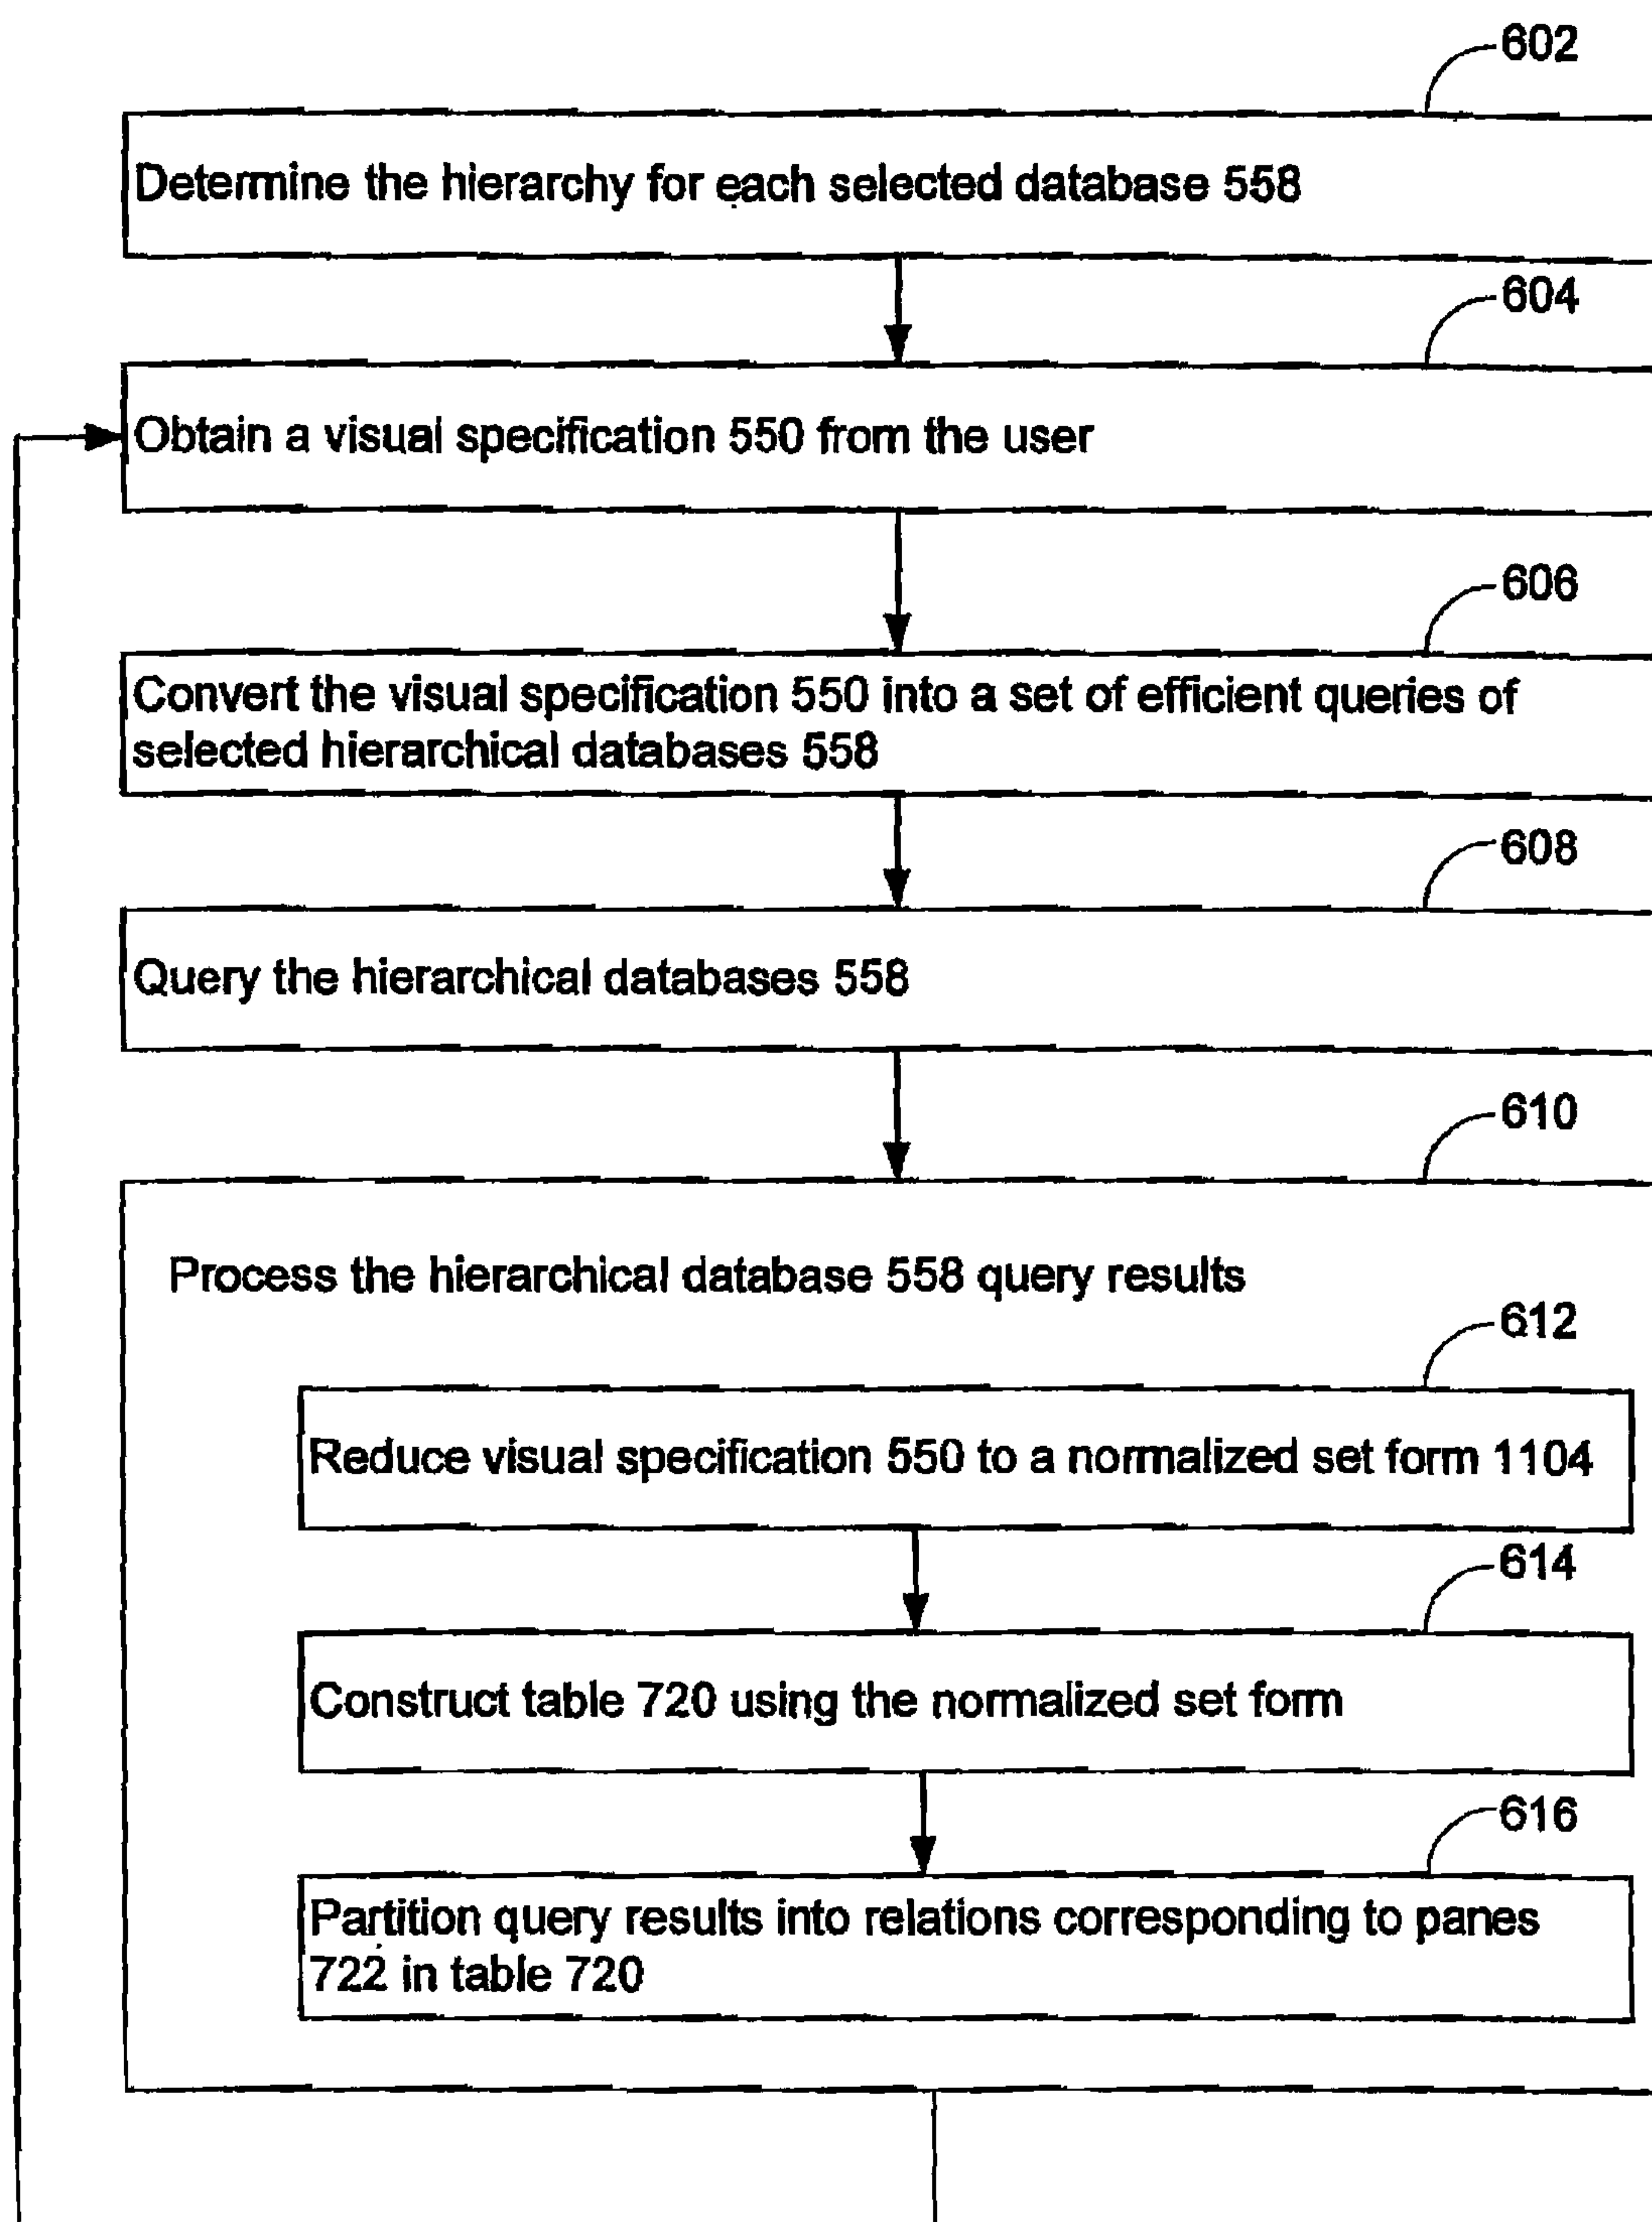 602
Determine the hierarchy for each selected database 558
604
Obtain a visual specification 550 from the user
606
Convert the visual specification 550 into a set of efficient queries of
selected hierarchical databases 558
608
Query the hierarchical databases 558
610
Process the hierarchical database 558 query results
612
Reduce visual specification 550 to a normalized set form 1104
614
Construct table 720 using the normalized set form
616
Partition query results into relations corresponding to panes
722 in table 720